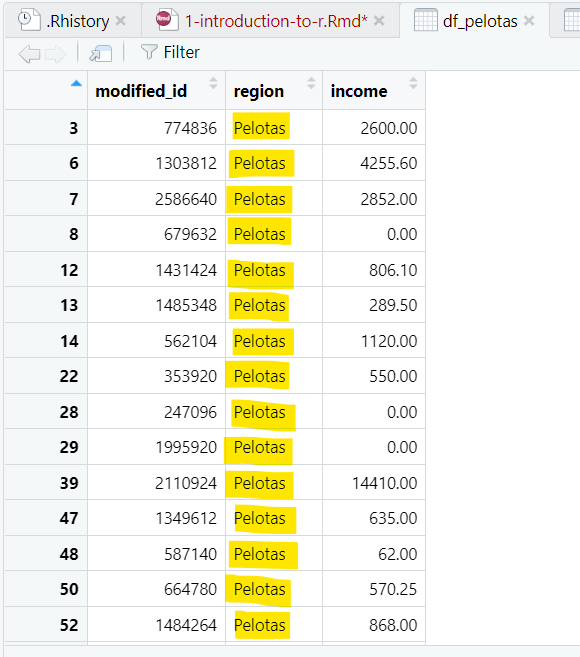 .Rhistory 1-introduction-to-r.Rmd* df_pelotas
Filter
modified_id region income
3 774836 Pelotas 2600.00
6 1303812 Pelotas 4255.60
7 2586640 Pelotas 2852.00
8 679632 Pelotas 0.00
12 1431424 Pelotas 806.10
13 1485348 Pelotas 289.50
14 562104 Pelotas 1120.00
22 353920 Pelotas 550.00
28 247096 Pelotas 0.00
29 1995920 Pelotas 0.00
39 2110924 Pelotas 14410.00
47 1349612 Pelotas 635.00
48 587140 Pelotas 62.00
50 664780 Pelotas 570.25
52 1484264 Pelotas 868.00